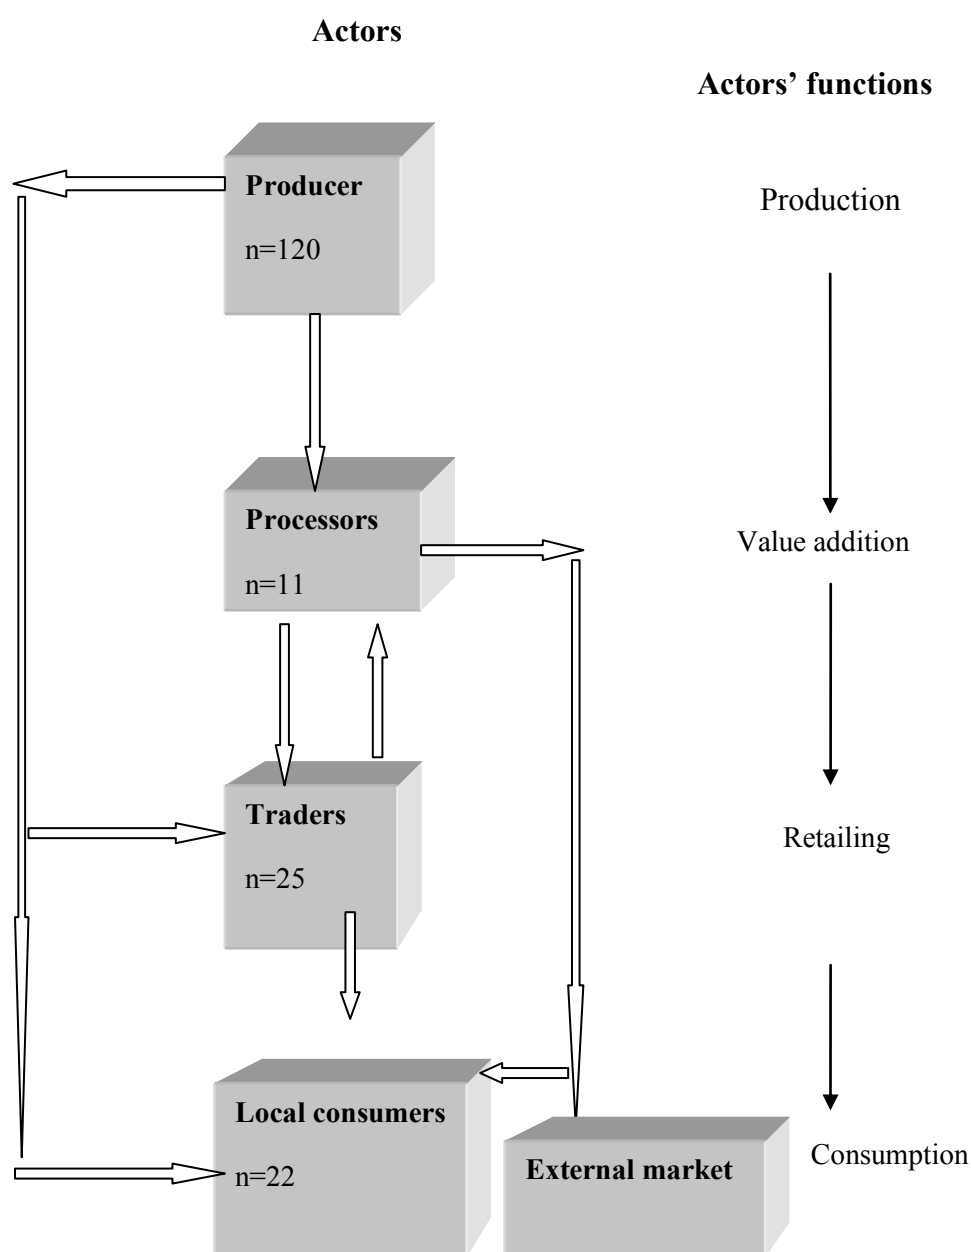 Actors
Actors’ functions
Producer
n=120
Production
Processors
n=11
Value addition
Traders
n=25
Retailing
Local consumers
n=22
External market
Consumption